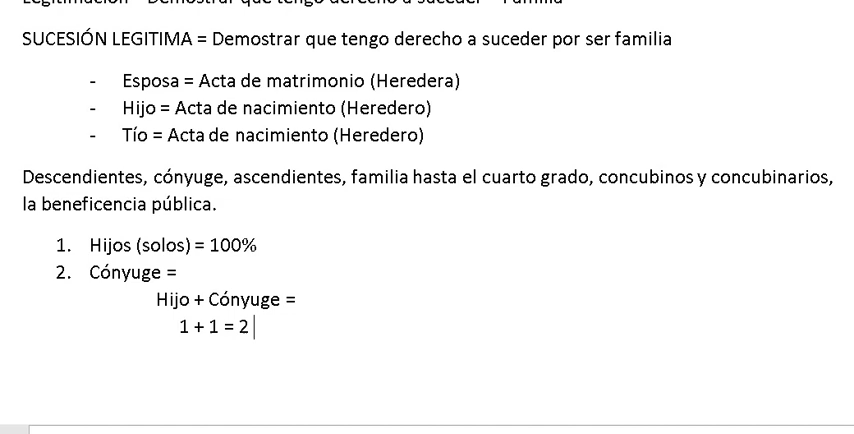 SUCESIÓN LEGITIMA = Demostrar que tengo derecho a suceder por ser familia
- Esposa = Acta de matrimonio (Heredera)
- Hijo = Acta de nacimiento (Heredero)
- Tío = Acta de nacimiento (Heredero)
Descendientes, cónyuge, ascendientes, familia hasta el cuarto grado, concubinos y concubinarios,
la beneficencia pública.
1. Hijos (solos) = 100%
2. Cónyuge =
Hijo + Cónyuge =
1 + 1 = 2